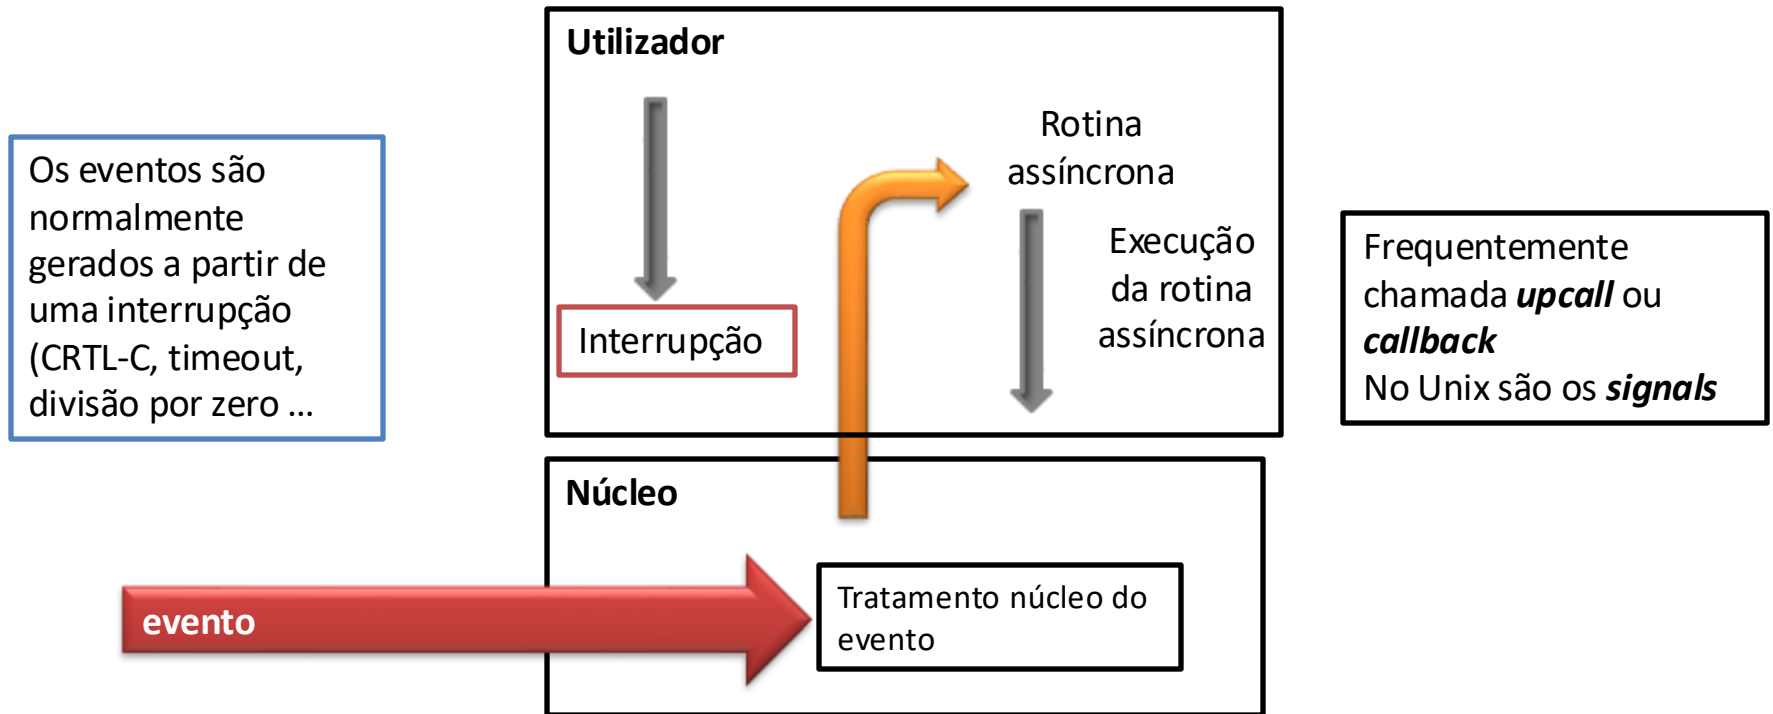 Utilizador
Os eventos são
normalmente
gerados a partir de
uma interrupção
(CRTL-C, timeout,
divisão por zero ...
Interrupção
Rotina
assíncrona
Execução
da rotina
assíncrona
Frequentemente
chamada upcall ou
callback
No Unix são os signals
Núcleo
evento
Tratamento núcleo do
evento